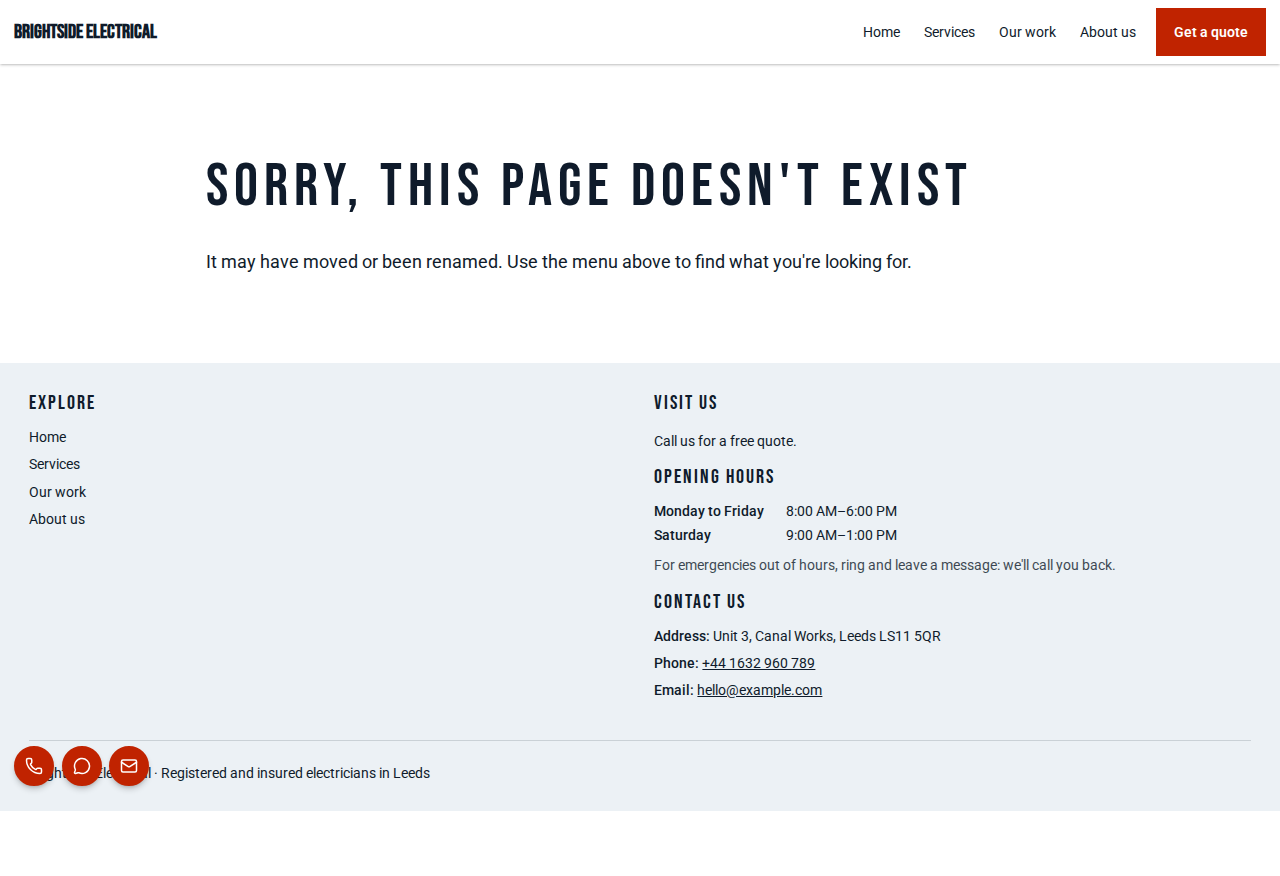 BRIGHTSIDE ELECTRICAL
Home
Services
Our work
About us
Get a quote
SORRY, THIS PAGE DOESN'T EXIST
It may have moved or been renamed. Use the menu above to find what you're looking for.
EXPLORE
Home
Services
Our work
About us
VISIT US
Call us for a free quote.
OPENING HOURS
Monday to Friday 8:00 AM–6:00 PM
Saturday 9:00 AM–1:00 PM
For emergencies out of hours, ring and leave a message: we'll call you back.
CONTACT US
Address: Unit 3, Canal Works, Leeds LS11 5QR
Phone: +44 1632 960 789
Email: hello@example.com
· Registered and insured electricians in Leeds